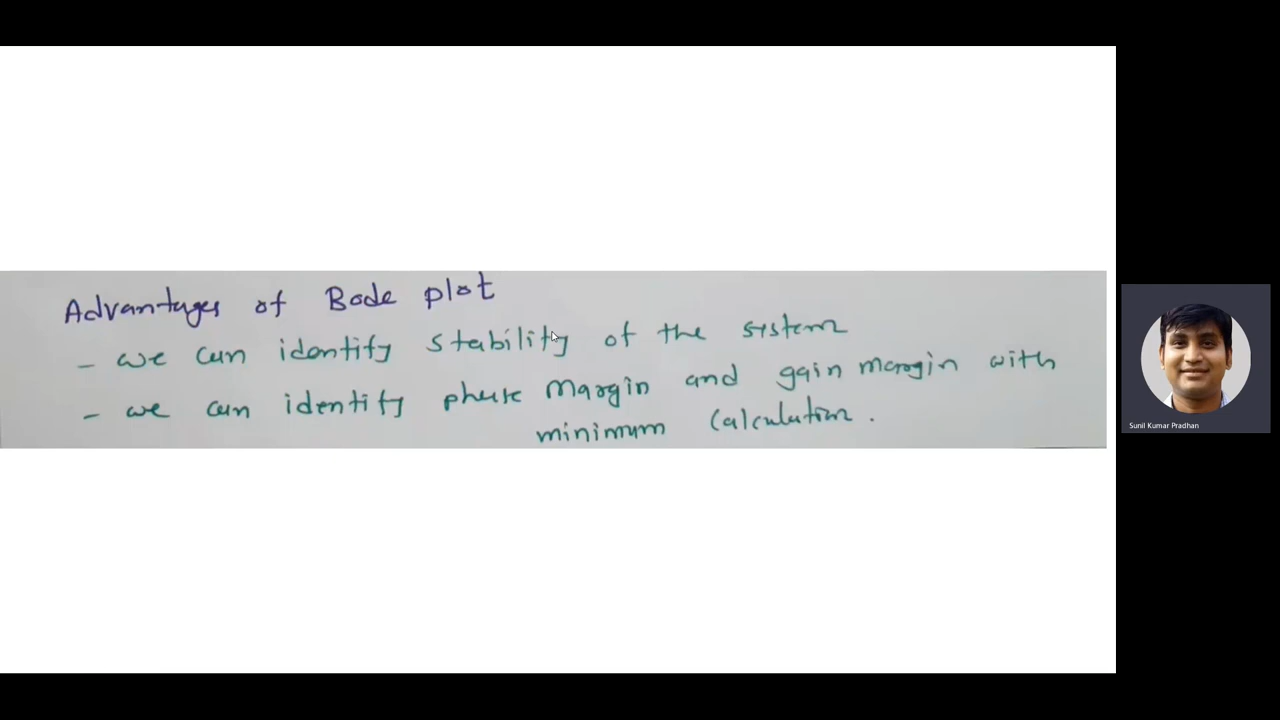 Advantages of Bode plot
- we can identify stability of the system
- we can identify phase Margin and gain margin with
minimum Calculation.
Sunil Kumar Pradhan